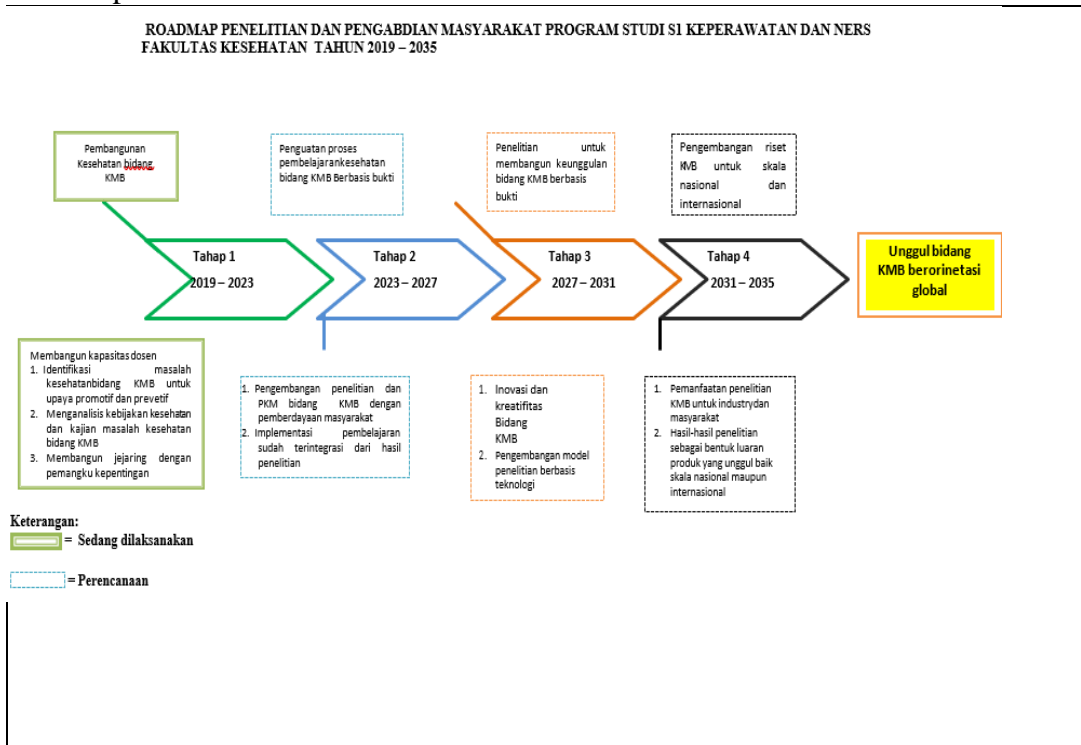 ROADMAP PENELITIAN DAN PENGABDIAN MASYARAKAT PROGRAM STUDI S1 KEPERAWATAN DAN NERS
FAKULTAS KESEHATAN TAHUN 2019 – 2035
Pembangunan
Kesehatan bidang
KMB
Penguatan proses
pembelajarankesehatan
bidang KMB Berbasis bukti
Penelitian untuk
membangun keunggulan
bidang KMB berbasis
bukti
Pengembangan riset
KMB untuk skala
nasional dan
internasional
Tahap 1
2019 – 2023
Tahap 2
2023 – 2027
Tahap 3
2027 – 2031
Tahap 4
2031 – 2035
Unggul bidang
KMB berorinetasi
global
Membangun kapasitas dosen
1. Identifikasi masalah
kesehatanbidang KMB untuk
upaya promotif dan prevetif
2. Menganalisis kebijakan kesehatan
dan kajian masalah kesehatan
bidang KMB
3. Membangun jejaring dengan
pemangku kepentingan
1. Pengembangan penelitian dan
PKM bidang KMB dengan
pemberdayaan masyarakat
2. Implementasi pembelajaran
sudah terintegrasi dari hasil
penelitian
1. Inovasi dan
kreatifitas
Bidang
KMB
2. Pengembangan model
penelitian berbasis
teknologi
1. Pemanfaatan penelitian
KMB untuk industrydan
masyarakat
2. Hasil-hasil penelitian
sebagai bentuk luaran
produk yang unggul baik
skala nasional maupun
internasional
Keterangan:
= Sedang dilaksanakan
= Perencanaan